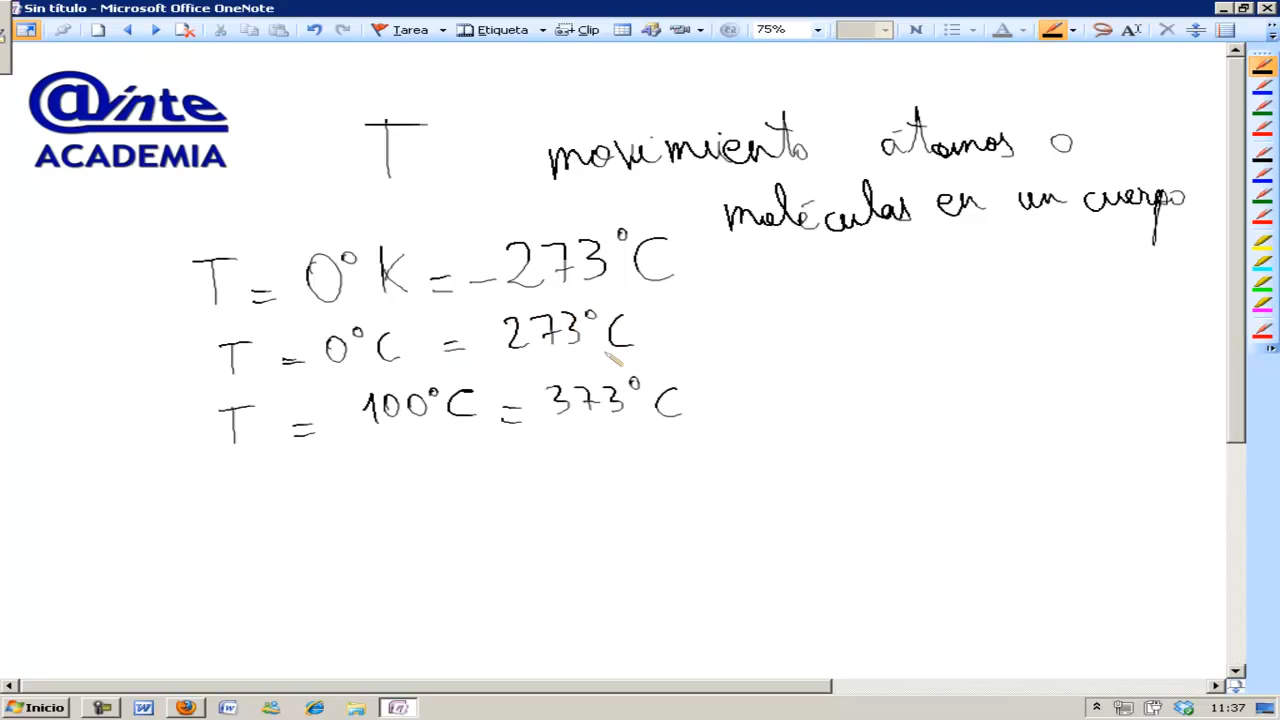 Sin título - Microsoft Office OneNote
Tarea Etiqueta Clip 75% N A
@inte
ACADEMIA
T movimiento átomos o
moléculas en un cuerpo
T = 0°K = -273°C
T = 0°C = 273°C
T = 100°C = 373°C
Inicio 11:37